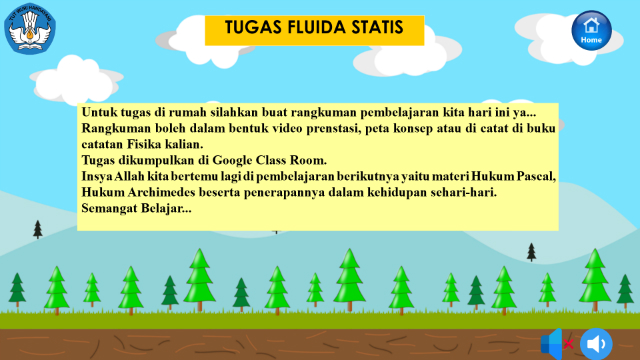 TUGAS FLUIDA STATIS
Home
Untuk tugas di rumah silahkan buat rangkuman pembelajaran kita hari ini ya...
Rangkuman boleh dalam bentuk video prenstasi, peta konsep atau di catat di buku
catatan Fisika kalian.
Tugas dikumpulkan di Google Class Room.
Insya Allah kita bertemu lagi di pembelajaran berikutnya yaitu materi Hukum Pascal,
Hukum Archimedes beserta penerapannya dalam kehidupan sehari-hari.
Semangat Belajar...